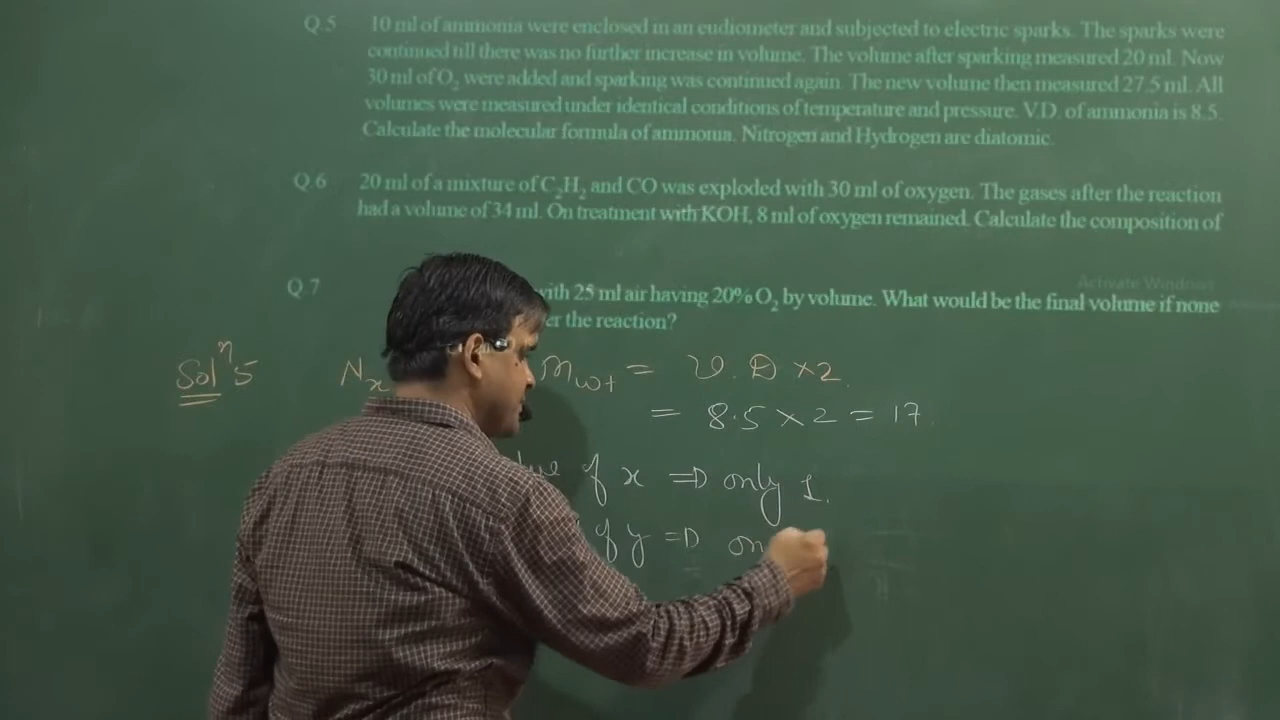 Q.5 10 ml of ammonia were enclosed in an eudiometer and subjected to electric sparks. The sparks were
continued till there was no further increase in volume. The volume after sparking measured 20 ml. Now
30 ml of O₂ were added and sparking was continued again. The new volume then measured 27.5 ml. All
volumes were measured under identical conditions of temperature and pressure. V.D. of ammonia is 8.5.
Calculate the molecular formula of ammonia. Nitrogen and Hydrogen are diatomic.
Q.6 20 ml of a mixture of C₂H₂ and CO was exploded with 30 ml of oxygen. The gases after the reaction
had a volume of 34 ml. On treatment with KOH, 8 ml of oxygen remained. Calculate the composition of
Q.7 with 25 ml air having 20% O₂ by volume. What would be the final volume if none
the reaction?
Activate Windows
Solⁿ 5 Nₓ Mwt = V.D × 2.
= 8.5 × 2 = 17.
of x ⇒ only 1.
of y ⇒ on